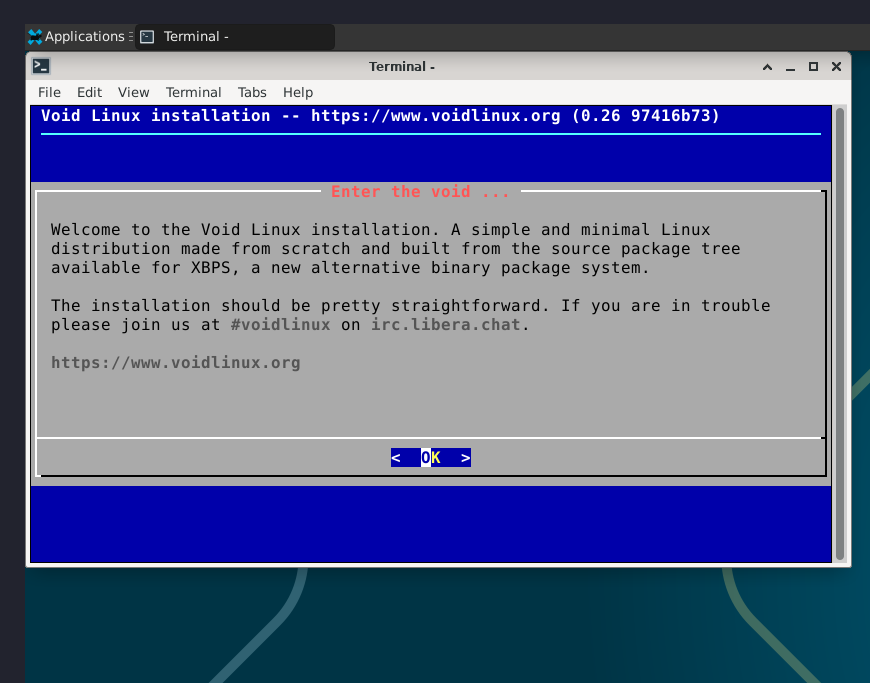 Applications Terminal -
Terminal -
File Edit View Terminal Tabs Help
Void Linux installation -- https://www.voidlinux.org (0.26 97416b73)
Enter the void ...
Welcome to the Void Linux installation. A simple and minimal Linux
distribution made from scratch and built from the source package tree
available for XBPS, a new alternative binary package system.
The installation should be pretty straightforward. If you are in trouble
please join us at #voidlinux on irc.libera.chat.
https://www.voidlinux.org
< OK >